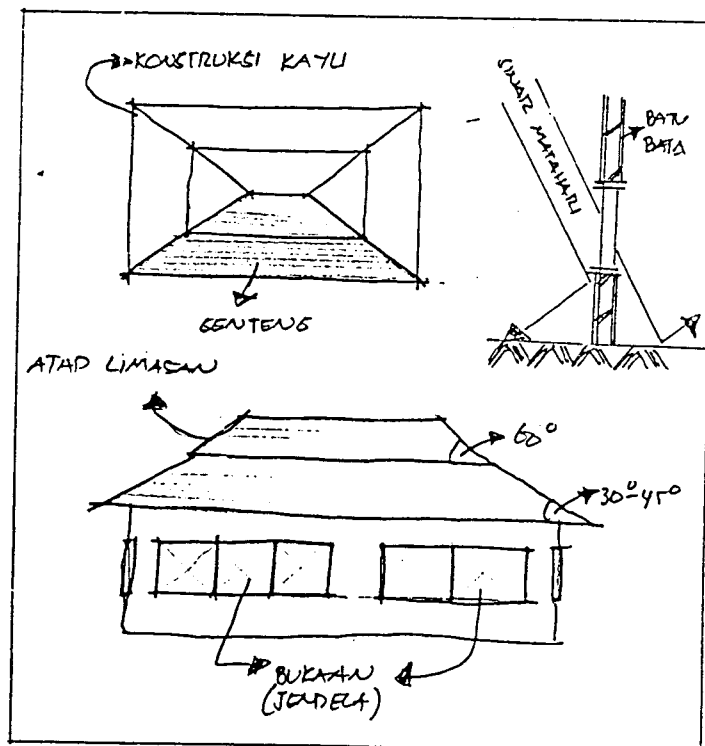 KONSTRUKSI KAYU
SINAR MATAHARI
BATU
BATA
GENTENG
ATAP LIMASAN
60°
30°-45°
BUKAAN
(JENDELA)